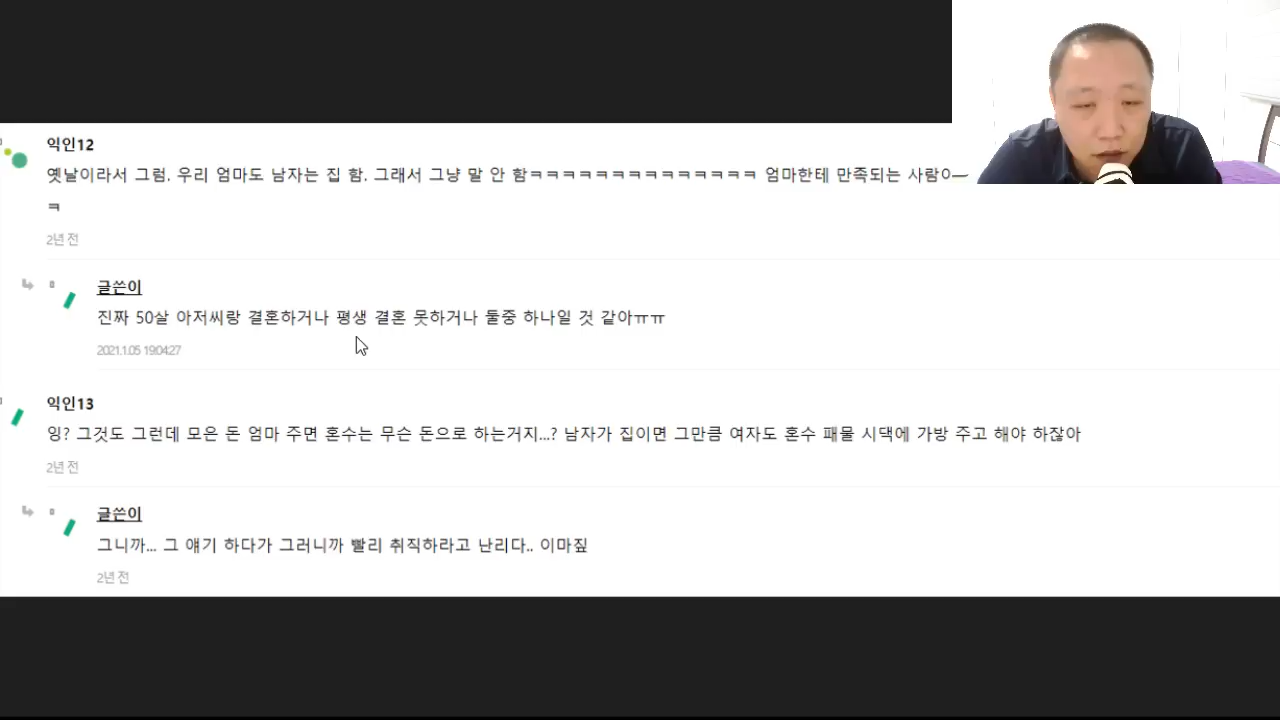 익인12
옛날이라서 그럼. 우리 엄마도 남자는 집 함. 그래서 그냥 말 안 함ㅋㅋㅋㅋㅋㅋㅋㅋㅋㅋㅋㅋㅋㅋ 엄마한테 만족되는 사람이
ㅋ
2년 전
글쓴이
진짜 50살 아저씨랑 결혼하거나 평생 결혼 못하거나 둘중 하나일 것 같아ㅠㅠ
2021.1.05 19:04:27
익인13
잉? 그것도 그런데 모은 돈 엄마 주면 혼수는 무슨 돈으로 하는거지...? 남자가 집이면 그만큼 여자도 혼수 패물 시댁에 가방 주고 해야 하잖아
2년 전
글쓴이
그니까... 그 얘기 하다가 그러니까 빨리 취직하라고 난리다.. 이마짚
2년 전